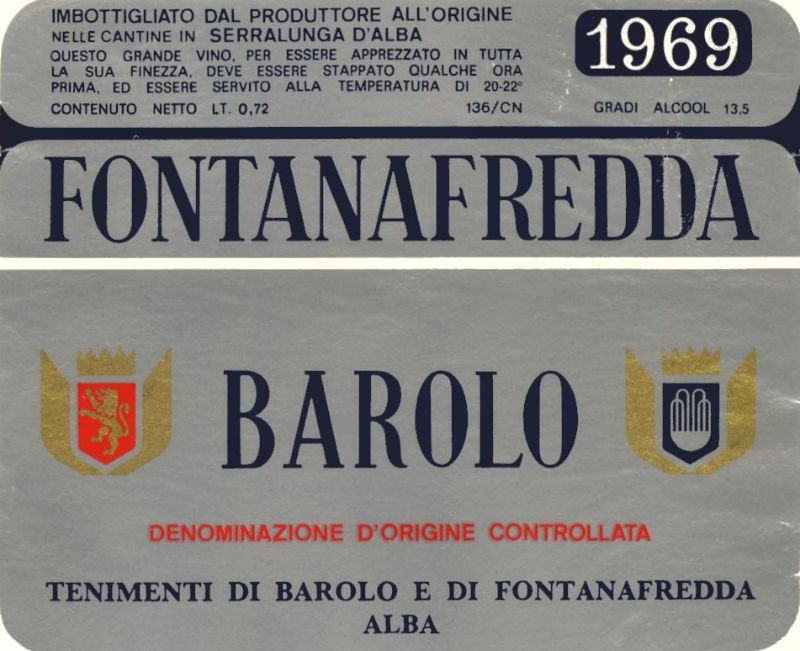 IMBOTTIGLIATO DAL PRODUTTORE ALL'ORIGINE
NELLE CANTINE IN SERRALUNGA D'ALBA
QUESTO GRANDE VINO, PER ESSERE APPREZZATO IN TUTTA
LA SUA FINEZZA, DEVE ESSERE STAPPATO QUALCHE ORA
PRIMA, ED ESSERE SERVITO ALLA TEMPERATURA DI 20-22°
CONTENUTO NETTO LT. 0,72 136/CN
1969
GRADI ALCOOL 13,5
FONTANAFREDDA
BAROLO
DENOMINAZIONE D'ORIGINE CONTROLLATA
TENIMENTI DI BAROLO E DI FONTANAFREDDA
ALBA